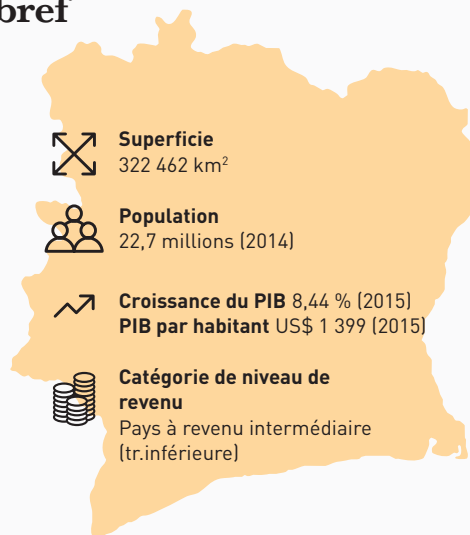 bref
Superficie
322 462 km²
Population
22,7 millions (2014)
Croissance du PIB 8,44 % (2015)
PIB par habitant US$ 1 399 (2015)
Catégorie de niveau de
revenu
Pays à revenu intermédiaire
(tr.inférieure)